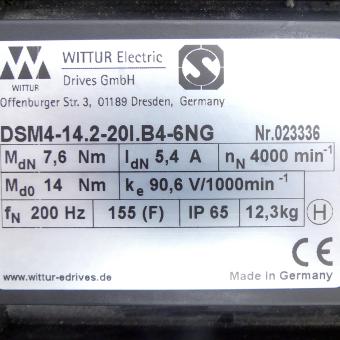 WITTUR
WITTUR Electric
Drives GmbH
S
Offenburger Str. 3, 01189 Dresden, Germany
DSM4-14.2-20I.B4-6NG Nr.023336
MdN 7,6 Nm IdN 5,4 A nN 4000 min-1
Md0 14 Nm ke 90,6 V/1000min-1
fN 200 Hz 155 (F) IP 65 12,3kg H
CE
www.wittur-edrives.de Made in Germany